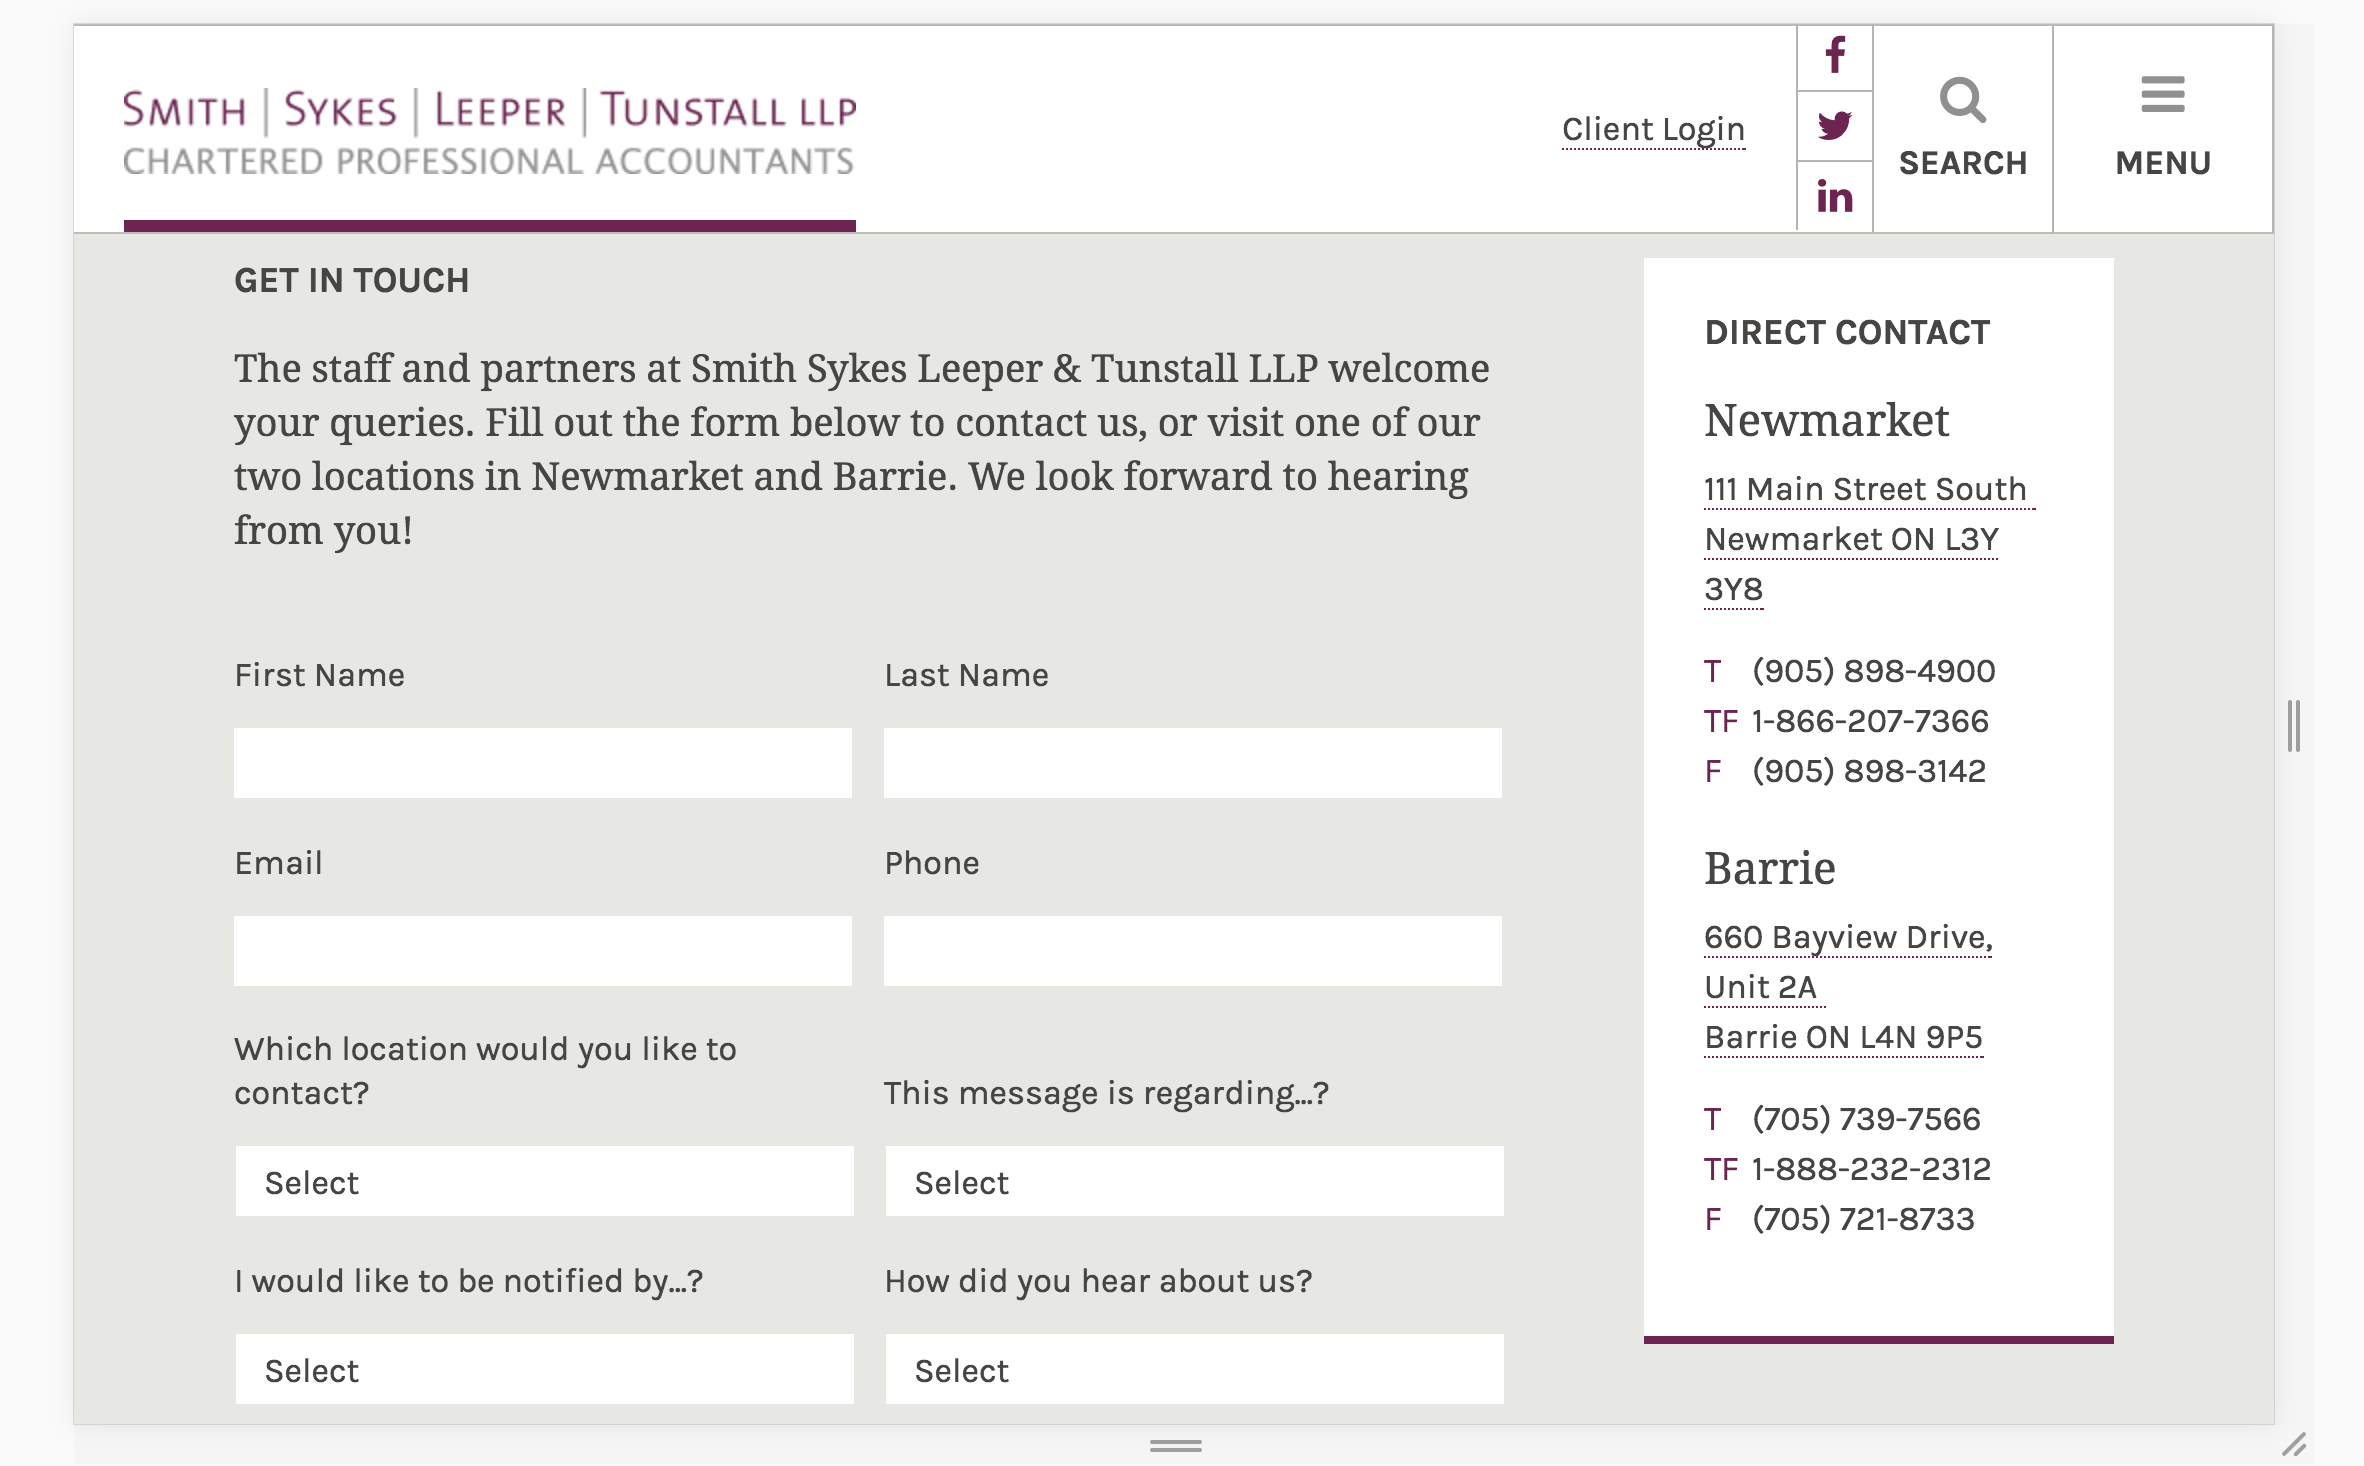 SMITH | SYKES | LEEPER | TUNSTALL LLP
CHARTERED PROFESSIONAL ACCOUNTANTS
Client Login
f
in
SEARCH
MENU
GET IN TOUCH
The staff and partners at Smith Sykes Leeper & Tunstall LLP welcome
your queries. Fill out the form below to contact us, or visit one of our
two locations in Newmarket and Barrie. We look forward to hearing
from you!
First Name
Last Name
Email
Phone
Which location would you like to
contact?
This message is regarding...?
Select
Select
I would like to be notified by...?
How did you hear about us?
Select
Select
DIRECT CONTACT
Newmarket
111 Main Street South
Newmarket ON L3Y
3Y8
T (905) 898-4900
TF 1-866-207-7366
F (905) 898-3142
Barrie
660 Bayview Drive,
Unit 2A
Barrie ON L4N 9P5
T (705) 739-7566
TF 1-888-232-2312
F (705) 721-8733